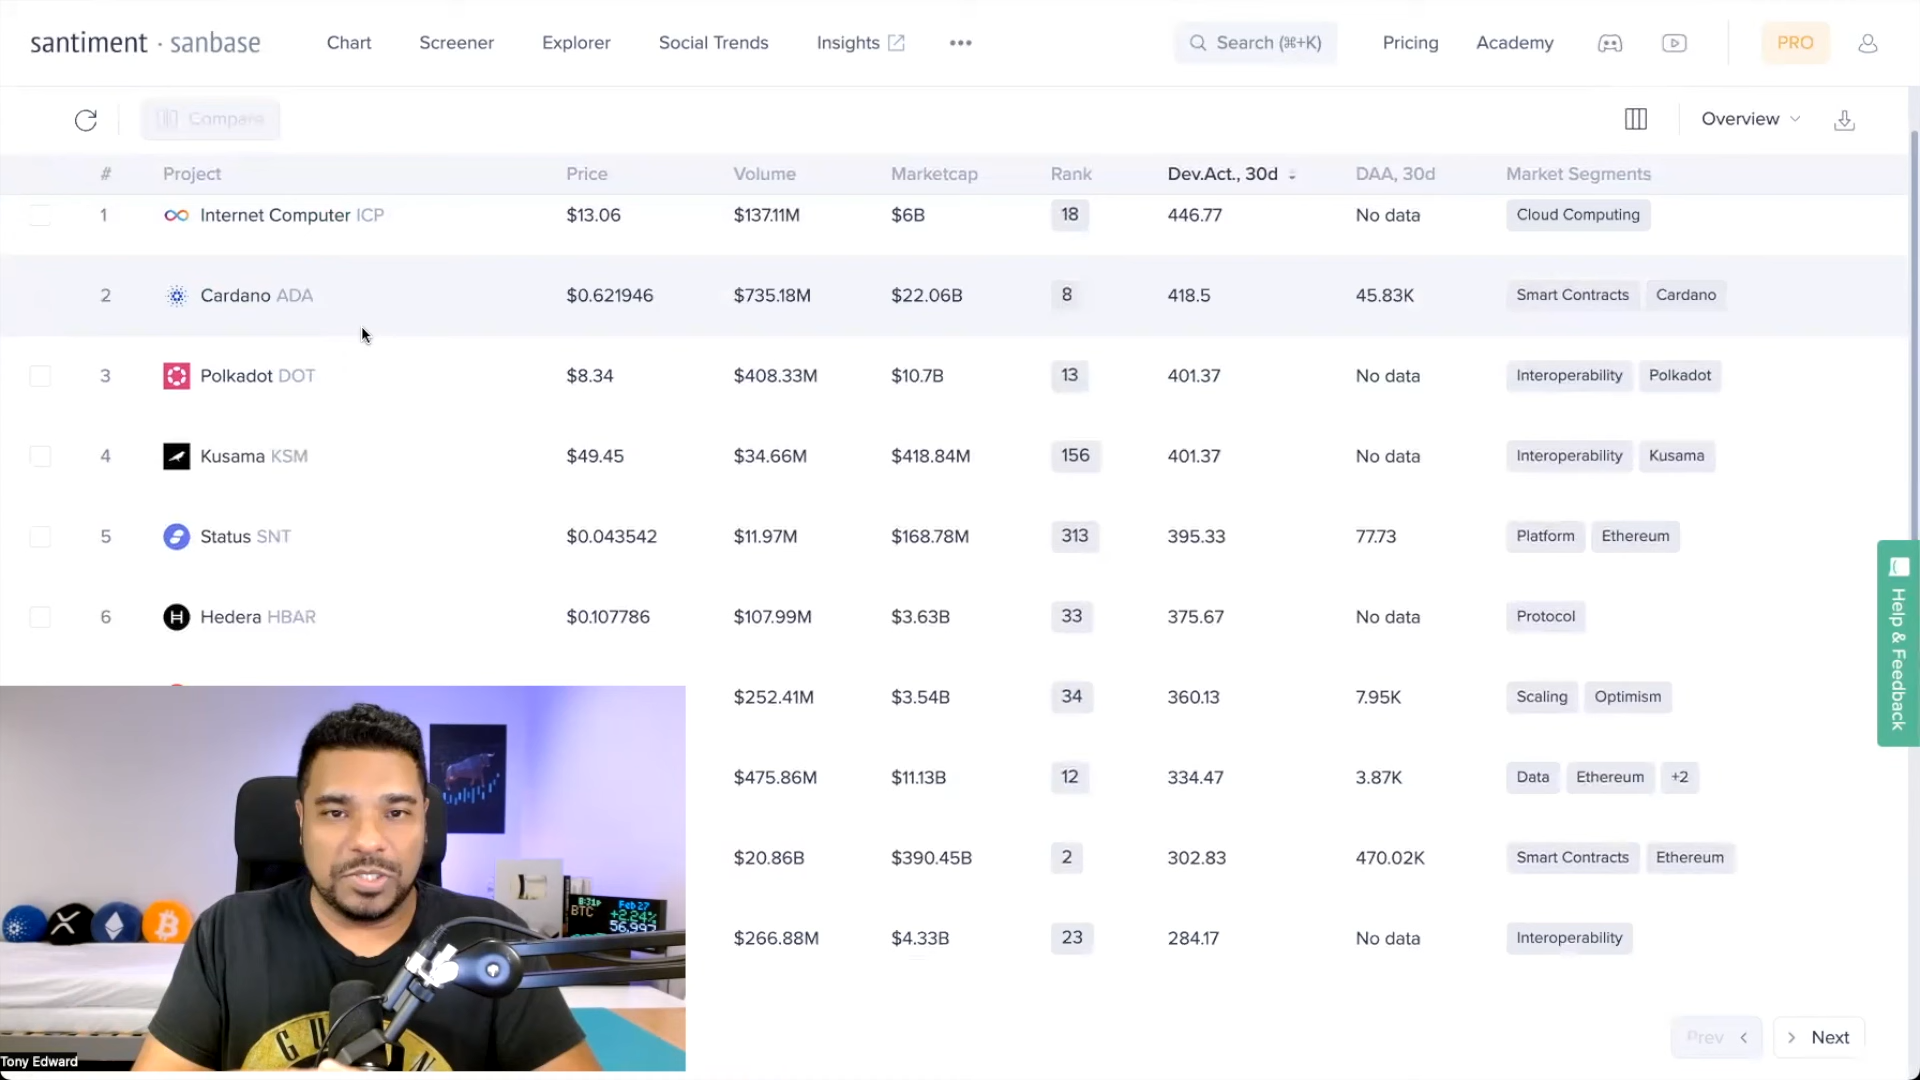 santiment · sanbase Chart Screener Explorer Social Trends Insights ••• Search (⌘+K) Pricing Academy PRO
Compare Overview
# Project Price Volume Marketcap Rank Dev.Act., 30d DAA, 30d Market Segments
1 Internet Computer ICP $13.06 $137.11M $6B 18 446.77 No data Cloud Computing
2 Cardano ADA $0.621946 $735.18M $22.06B 8 418.5 45.83K Smart Contracts Cardano
3 Polkadot DOT $8.34 $408.33M $10.7B 13 401.37 No data Interoperability Polkadot
4 Kusama KSM $49.45 $34.66M $418.84M 156 401.37 No data Interoperability Kusama
5 Status SNT $0.043542 $11.97M $168.78M 313 395.33 77.73 Platform Ethereum
6 Hedera HBAR $0.107786 $107.99M $3.63B 33 375.67 No data Protocol
$252.41M $3.54B 34 360.13 7.95K Scaling Optimism
$475.86M $11.13B 12 334.47 3.87K Data Ethereum +2
$20.86B $390.45B 2 302.83 470.02K Smart Contracts Ethereum
$266.88M $4.33B 23 284.17 No data Interoperability
Prev Next
Help & Feedback
8:31P Feb 27
BTC +2.24%
56,997
Tony Edward